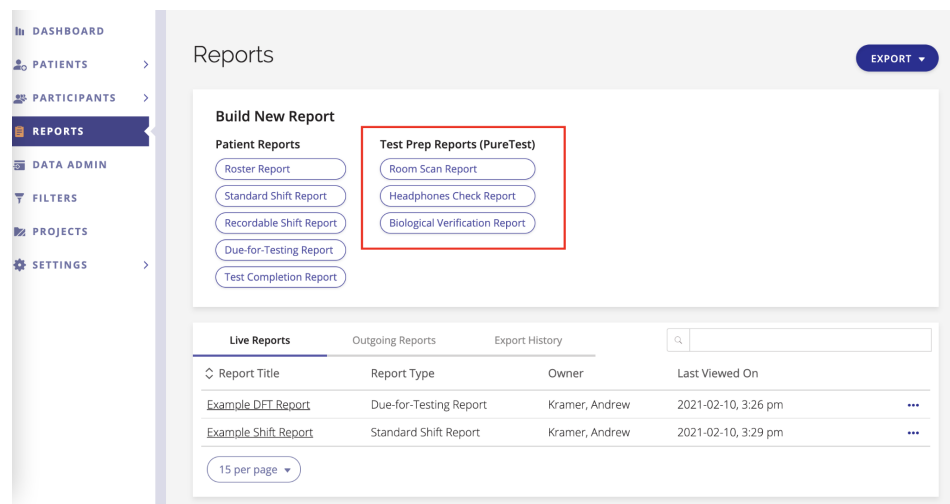 DASHBOARD
PATIENTS
PARTICIPANTS
REPORTS
DATA ADMIN
FILTERS
PROJECTS
SETTINGS
Reports
EXPORT
Build New Report
Patient Reports
Roster Report
Standard Shift Report
Recordable Shift Report
Due-for-Testing Report
Test Completion Report
Test Prep Reports (PureTest)
Room Scan Report
Headphones Check Report
Biological Verification Report
Live Reports Outgoing Reports Export History
Report Title Report Type Owner Last Viewed On
Example DFT Report Due-for-Testing Report Kramer, Andrew 2021-02-10, 3:26 pm
Example Shift Report Standard Shift Report Kramer, Andrew 2021-02-10, 3:29 pm
15 per page